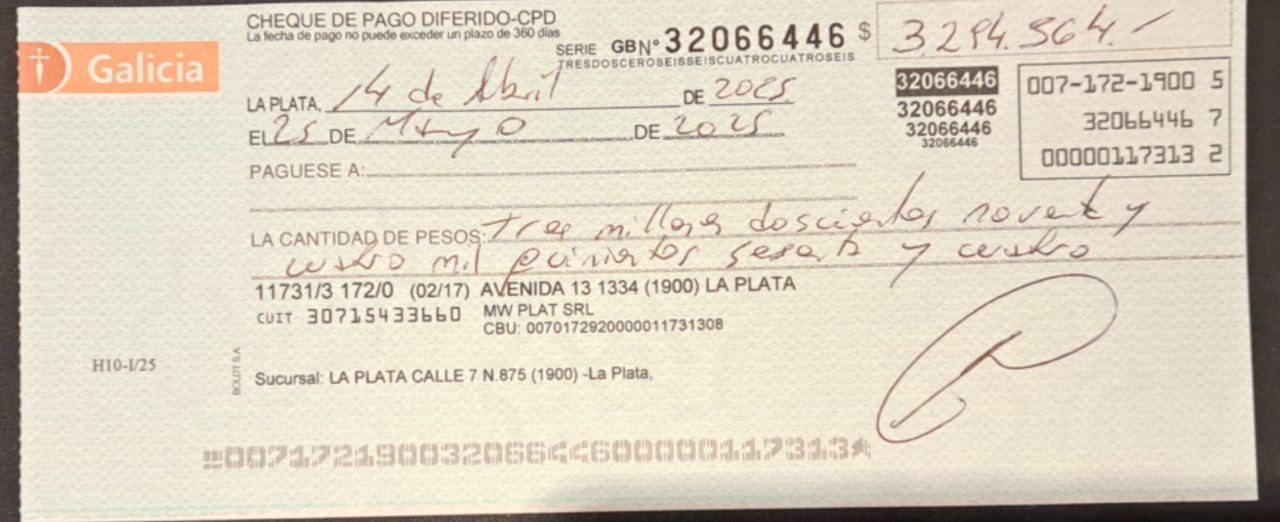 CHEQUE DE PAGO DIFERIDO-CPD
La fecha de pago no puede exceder un plazo de 360 días
Galicia
SERIE GB Nº 32066446 $ 3.294.564.-
TRESDOSCEROSEISSEISCUATROCUATROSEIS
32066446
32066446
32066446
32066446
007-172-1900 5
32066446 7
00000117313 2
LA PLATA, 14 de Abril DE 2025
EL 25 DE Mayo DE 2025
PAGUESE A:
LA CANTIDAD DE PESOS: tres millones doscientos noventa y
cuatro mil quinientos sesenta y cuatro
11731/3 172/0 (02/17) AVENIDA 13 1334 (1900) LA PLATA
CUIT 30715433660 MW PLAT SRL
CBU: 0070172920000011731308
H10-I/25
BOLDT S.A.
Sucursal: LA PLATA CALLE 7 N.875 (1900) -La Plata,
00717219003206644600000117313